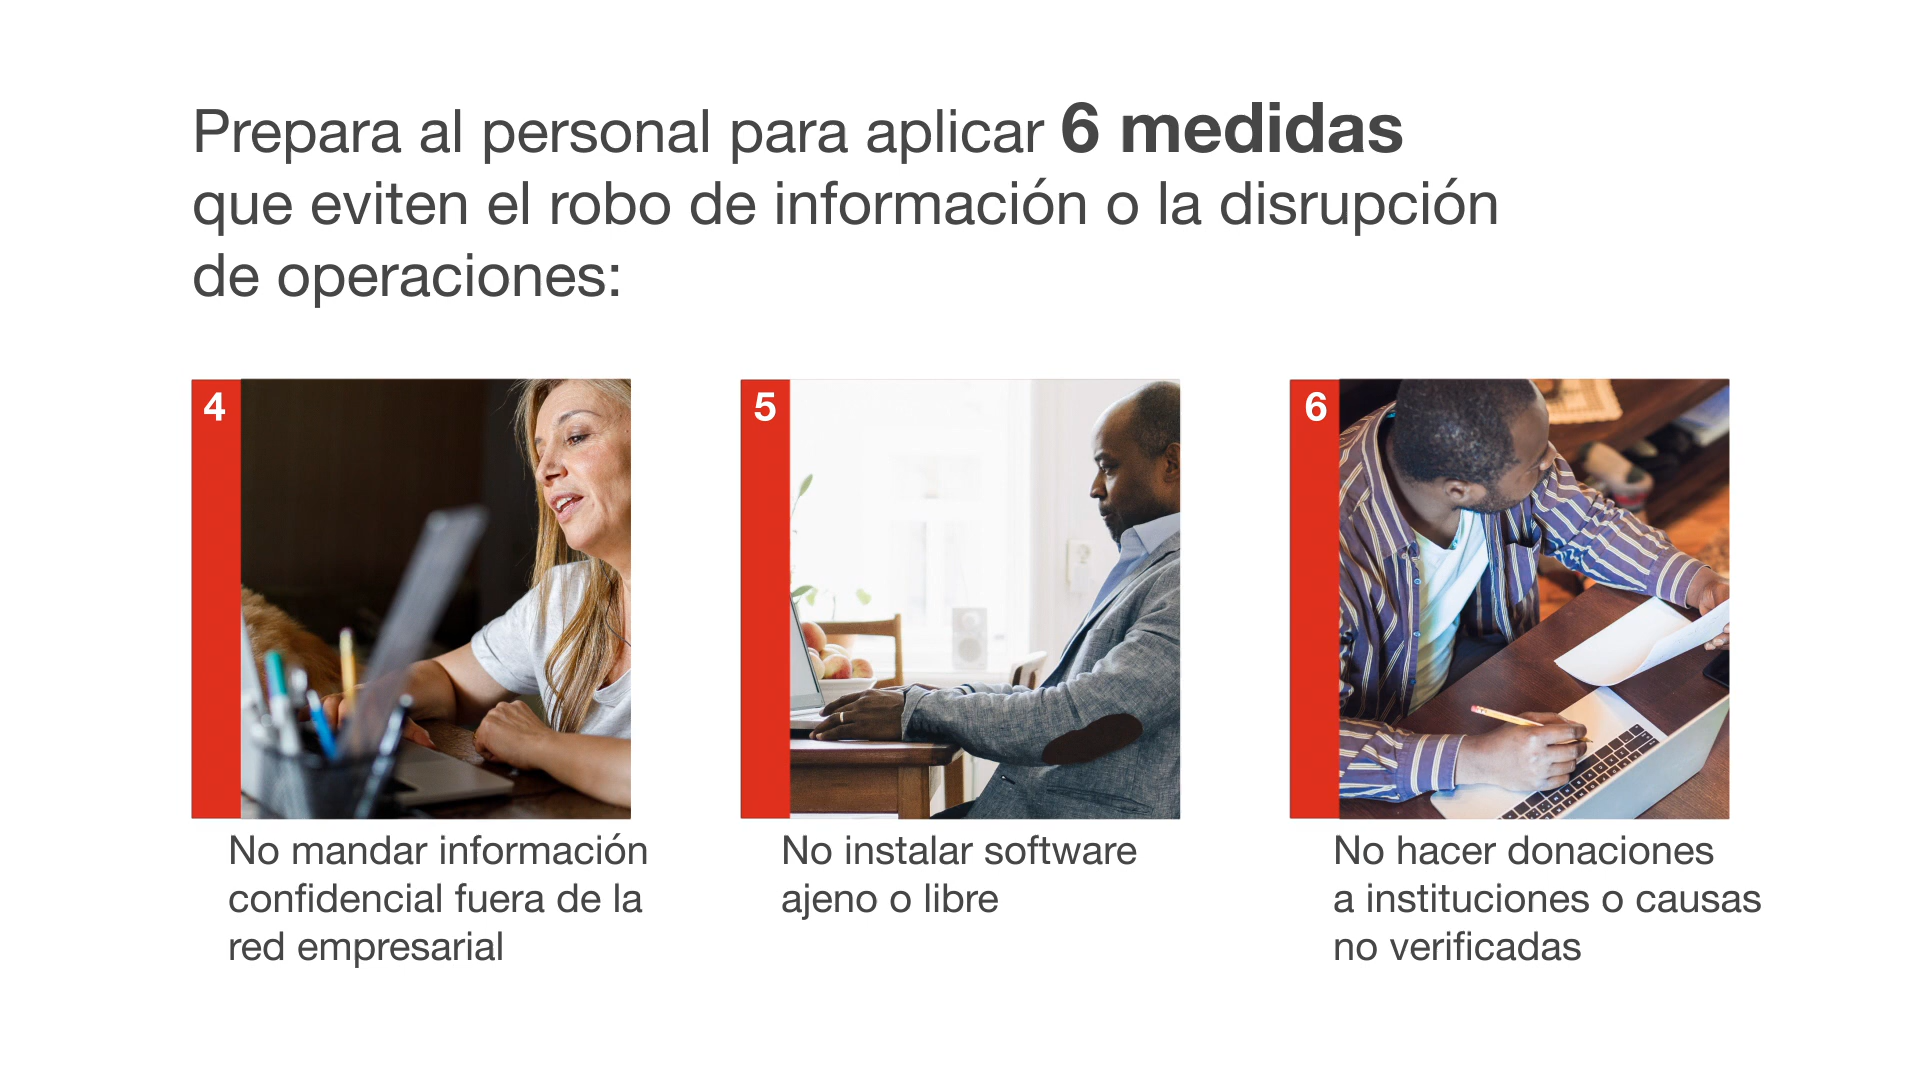 Prepara al personal para aplicar 6 medidas
que eviten el robo de información o la disrupción
de operaciones:
4
No mandar información
confidencial fuera de la
red empresarial
5
No instalar software
ajeno o libre
6
No hacer donaciones
a instituciones o causas
no verificadas